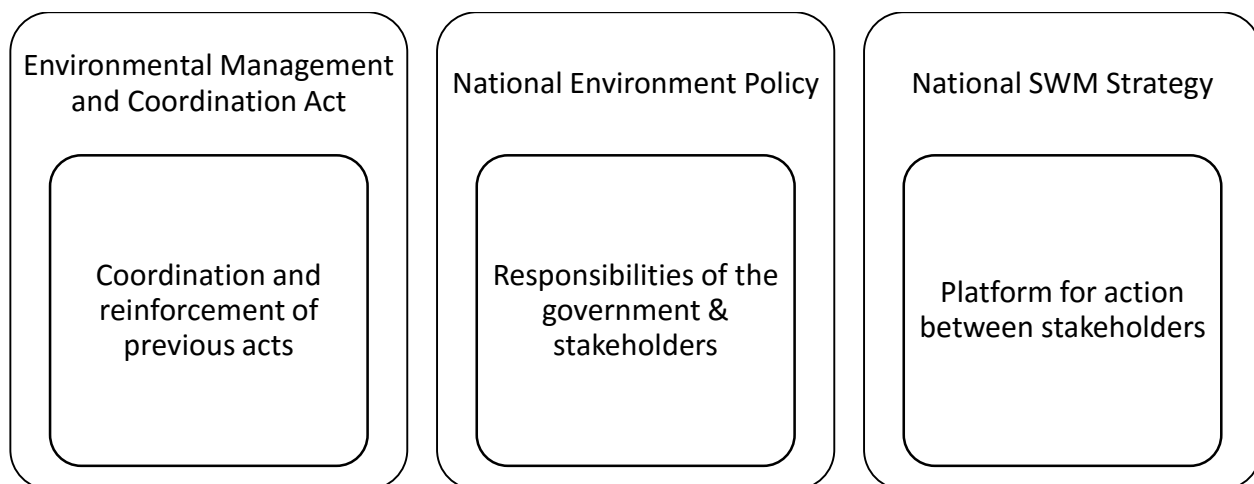 Environmental Management
and Coordination Act
Coordination and
reinforcement of
previous acts
National Environment Policy
Responsibilities of the
government &
stakeholders
National SWM Strategy
Platform for action
between stakeholders